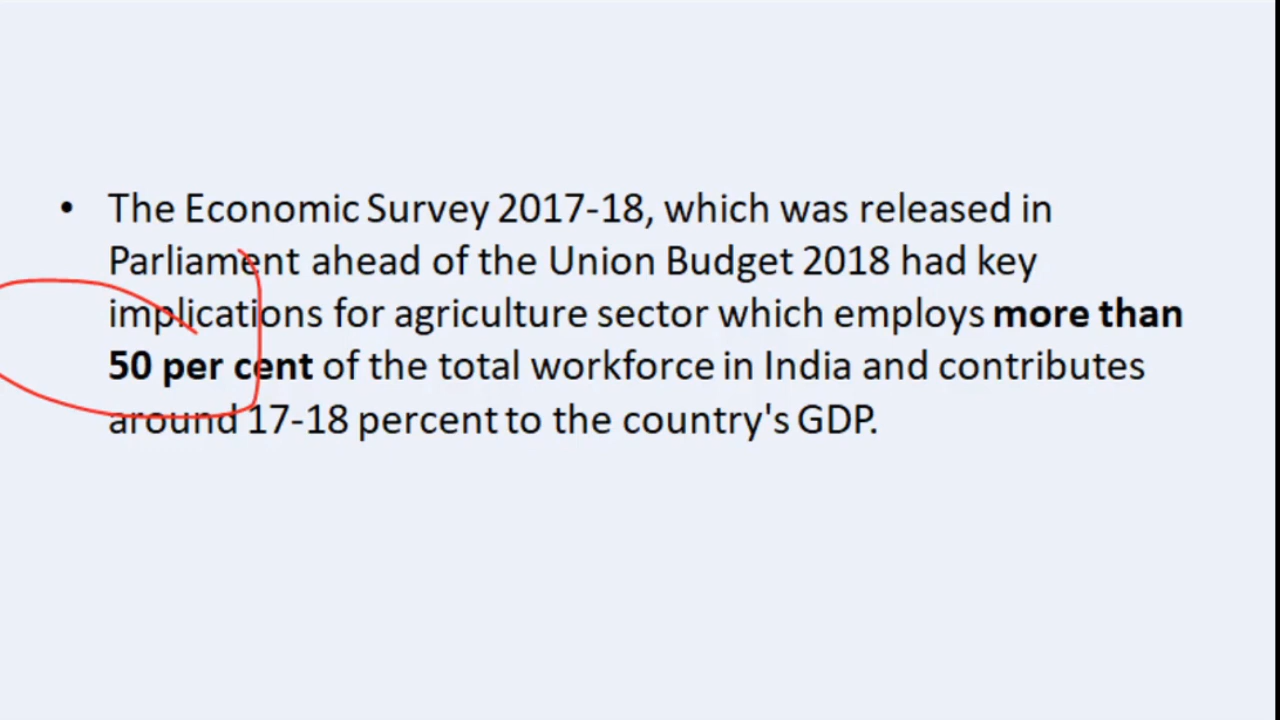 • The Economic Survey 2017-18, which was released in
Parliament ahead of the Union Budget 2018 had key
implications for agriculture sector which employs more than
50 per cent of the total workforce in India and contributes
around 17-18 percent to the country's GDP.